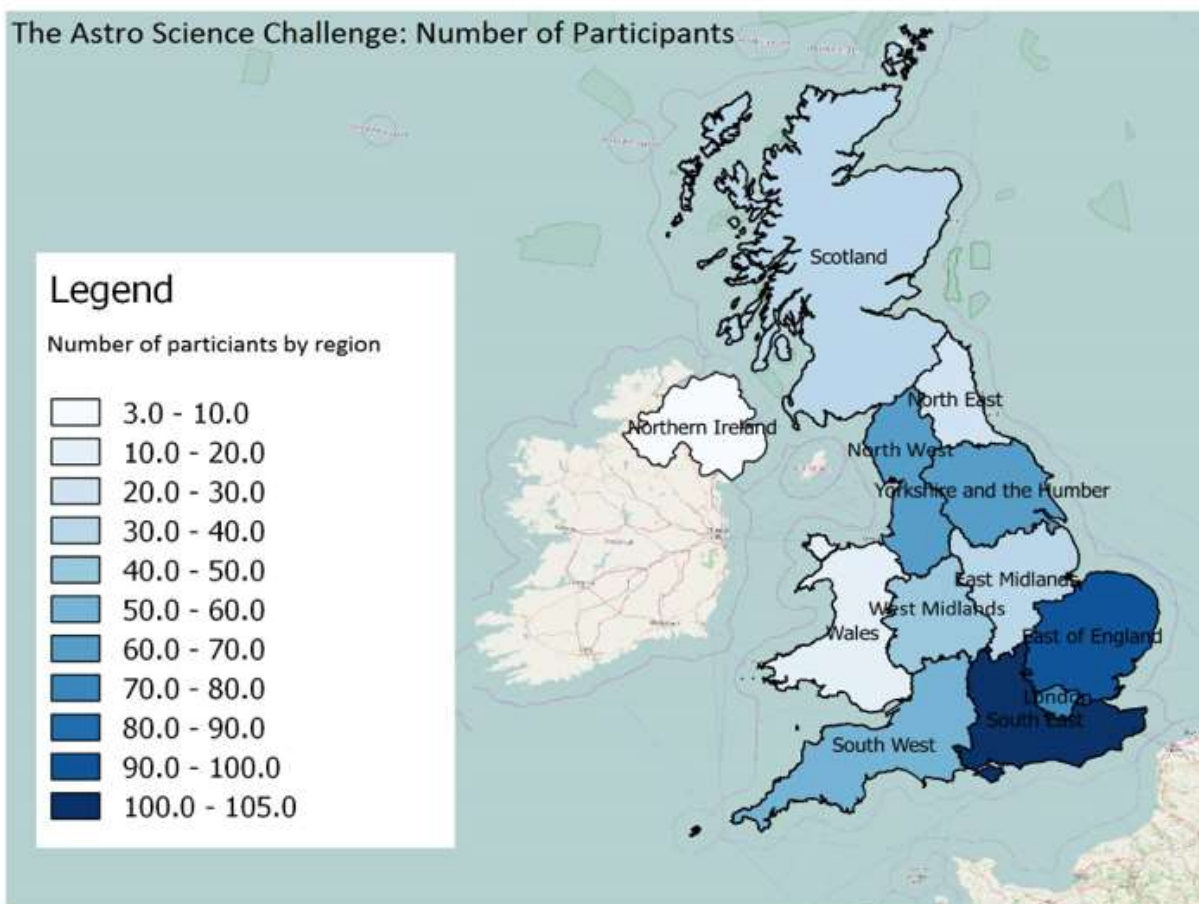 The Astro Science Challenge: Number of Participants
Scotland
Legend
Number of particiants by region
3.0 - 10.0
10.0 - 20.0
20.0 - 30.0
30.0 - 40.0
40.0 - 50.0
50.0 - 60.0
60.0 - 70.0
70.0 - 80.0
80.0 - 90.0
90.0 - 100.0
100.0 - 105.0
North East
Northern Ireland
North West
Yorkshire and the Humber
East Midlands
West Midlands
Wales
East of England
London
South East
South West